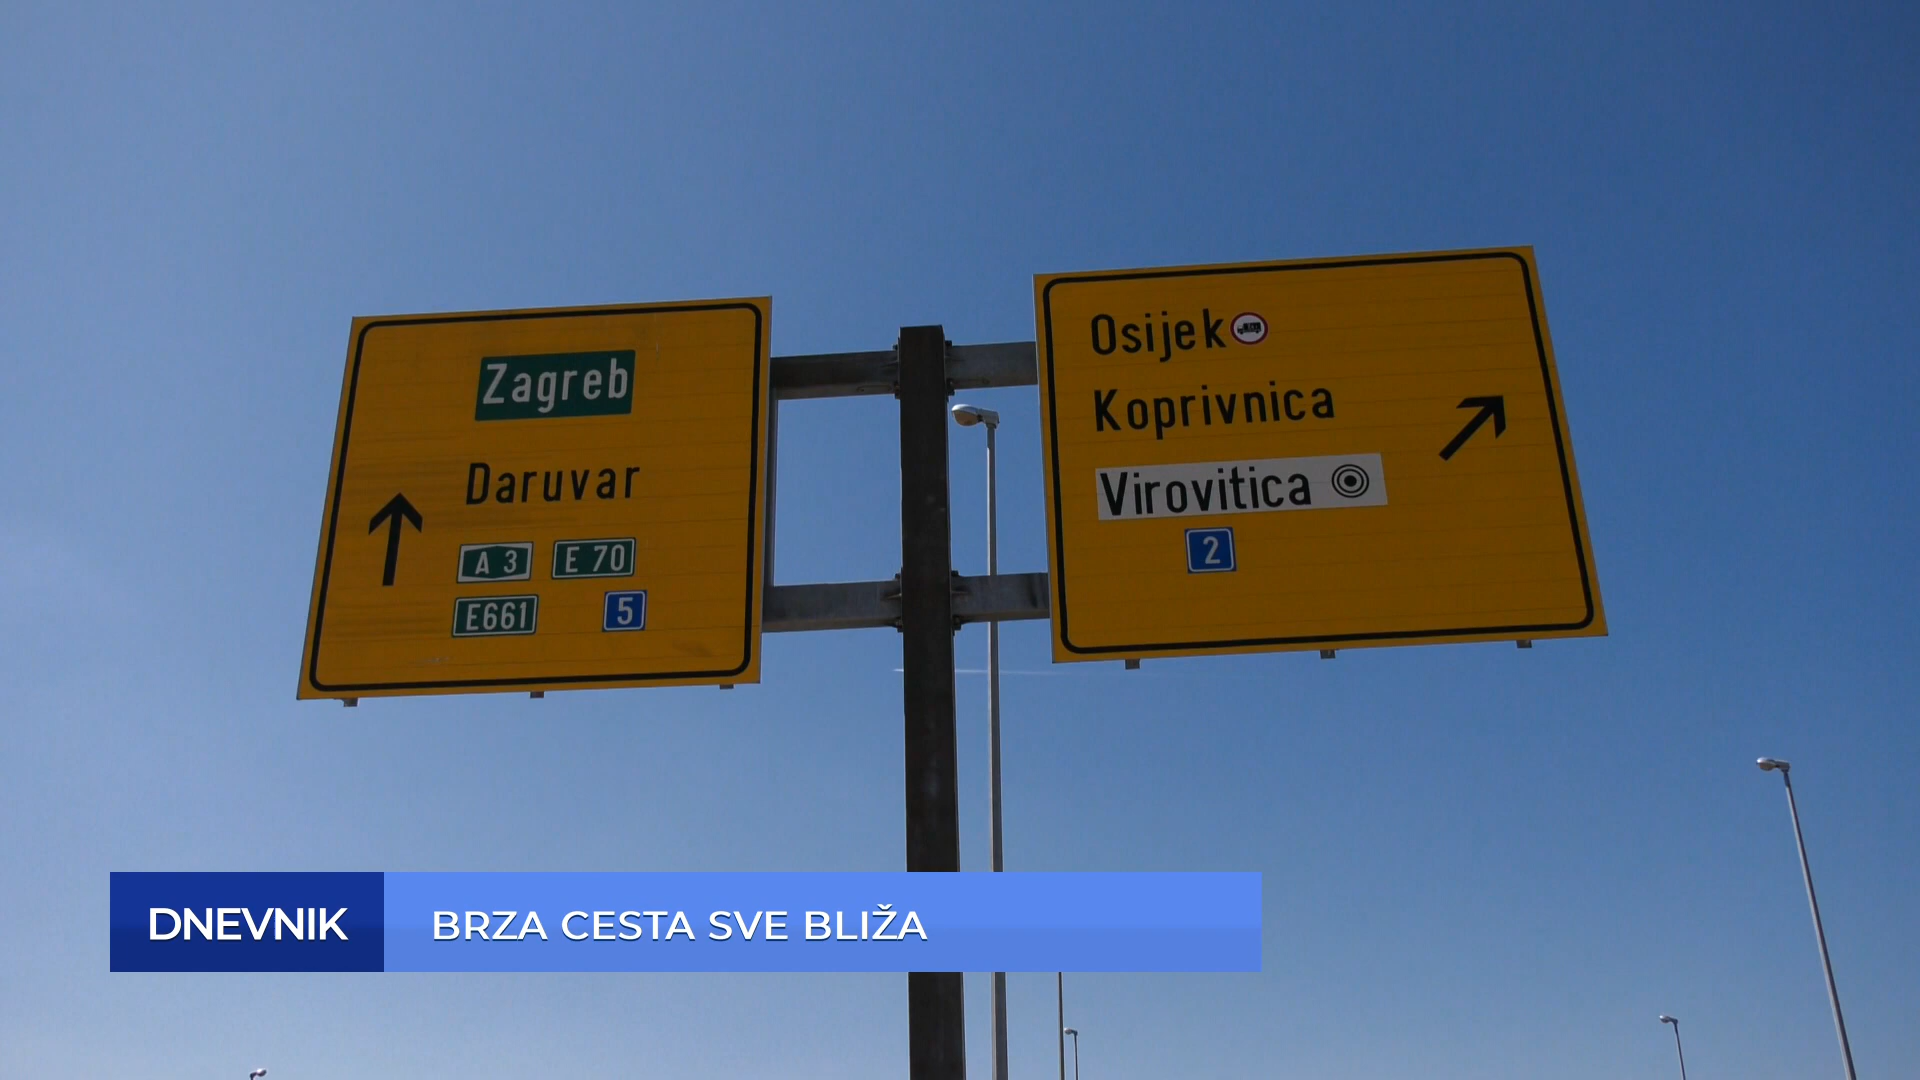 Zagreb
Daruvar
A 3 E 70
E661 5
Osijek
Koprivnica
Virovitica
2
DNEVNIK BRZA CESTA SVE BLIŽA